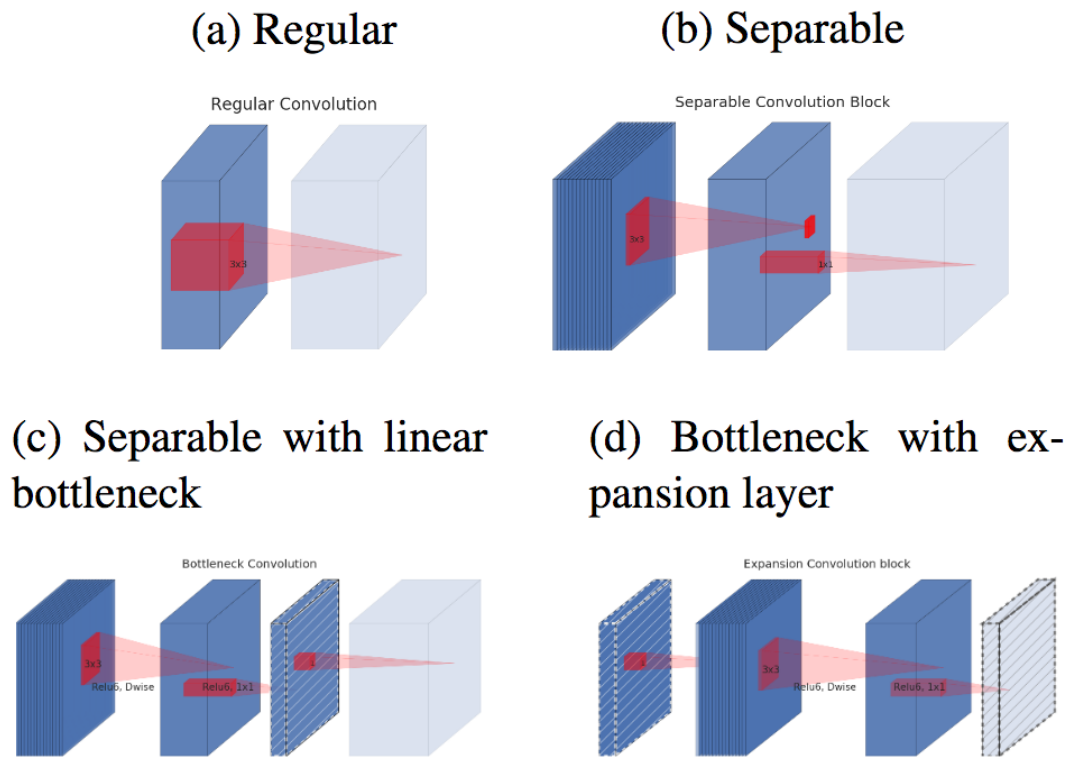 (a) Regular
(b) Separable
Regular Convolution
Separable Convolution Block
3x3
3x3
1x1
(c) Separable with linear
bottleneck
(d) Bottleneck with ex-
pansion layer
Bottleneck Convolution
Expansion Convolution block
3x3
Relu6, Dwise
Relu6, 1x1
3x3
Relu6, Dwise
Relu6, 1x1